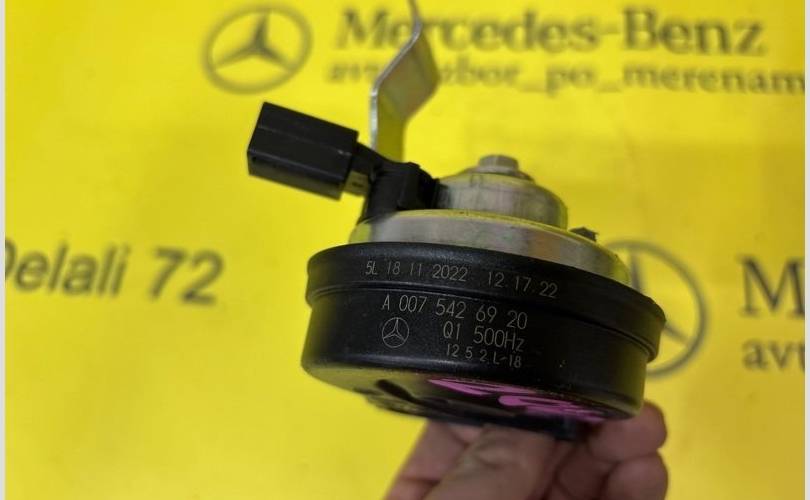 Mercedes-Benz
avtorazbor_po_merenam
Delali 72
5L 18.11.2022 12.17.22
A 007 542 69 20
Q1 500Hz
12 5 2.L-18
M
avt